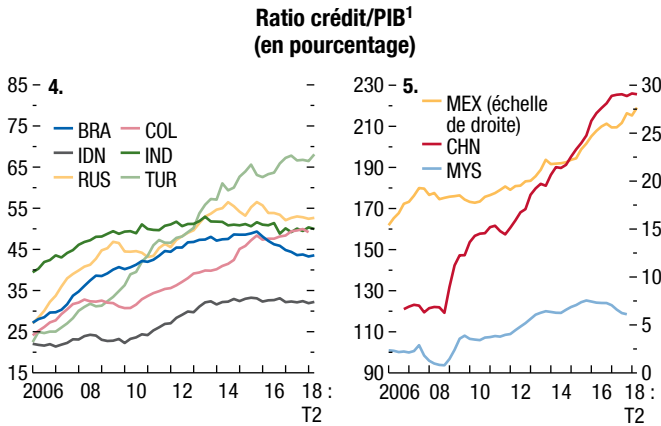 Ratio crédit/PIB¹
(en pourcentage)
4.
85
75
65
55
45
35
25
15
BRA COL
IDN IND
RUS TUR
2006 08 10 12 14 16 18 :
T2
5.
230
210
190
170
150
130
110
90
MEX (échelle
de droite)
CHN
MYS
30
25
20
15
10
5
0
2006 08 10 12 14 16 18 :
T2